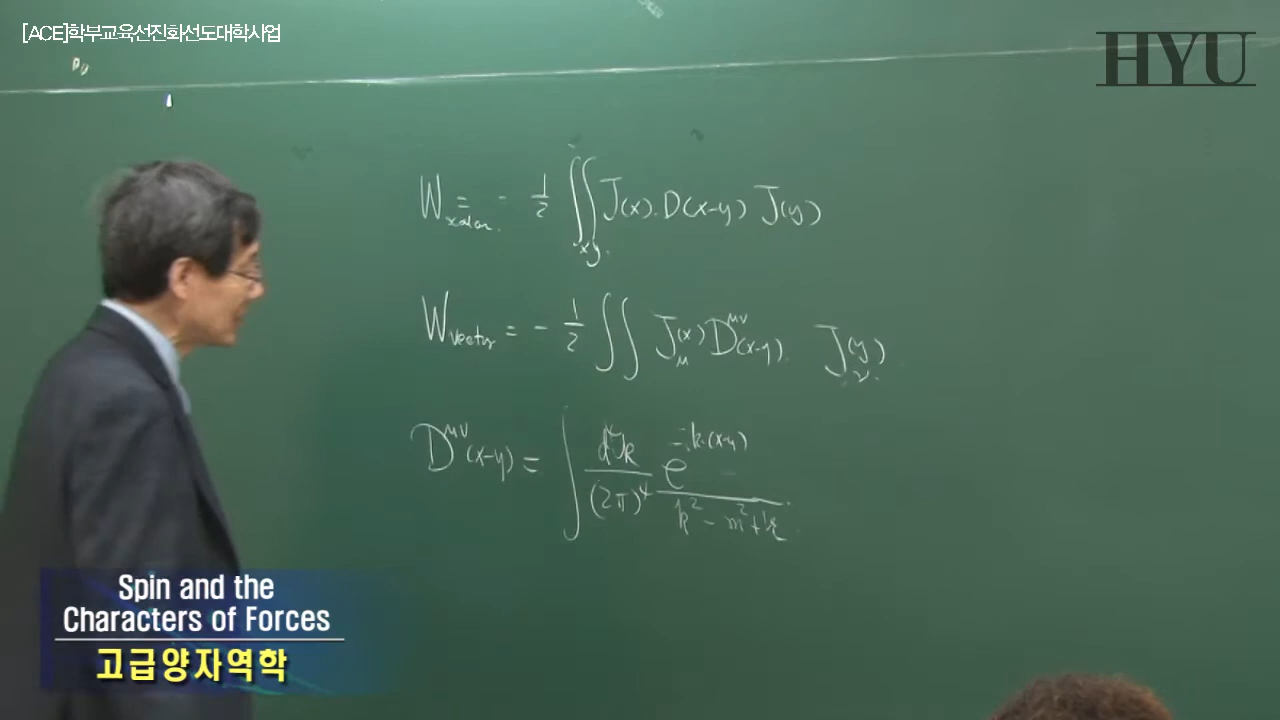 [ACE]학부교육선진화선도대학사업
HYU
W_scalar = - 1/2 ∬_xy J(x) . D(x-y) J(y)
W_vector = - 1/2 ∬ J_μ(x) D^μν(x-y) J_ν(y)
D^μν(x-y) = ∫ d⁴k/(2π)⁴ e^{-ik·(x-y)}/(k² - m² + iε)
Spin and the
Characters of Forces
고급양자역학